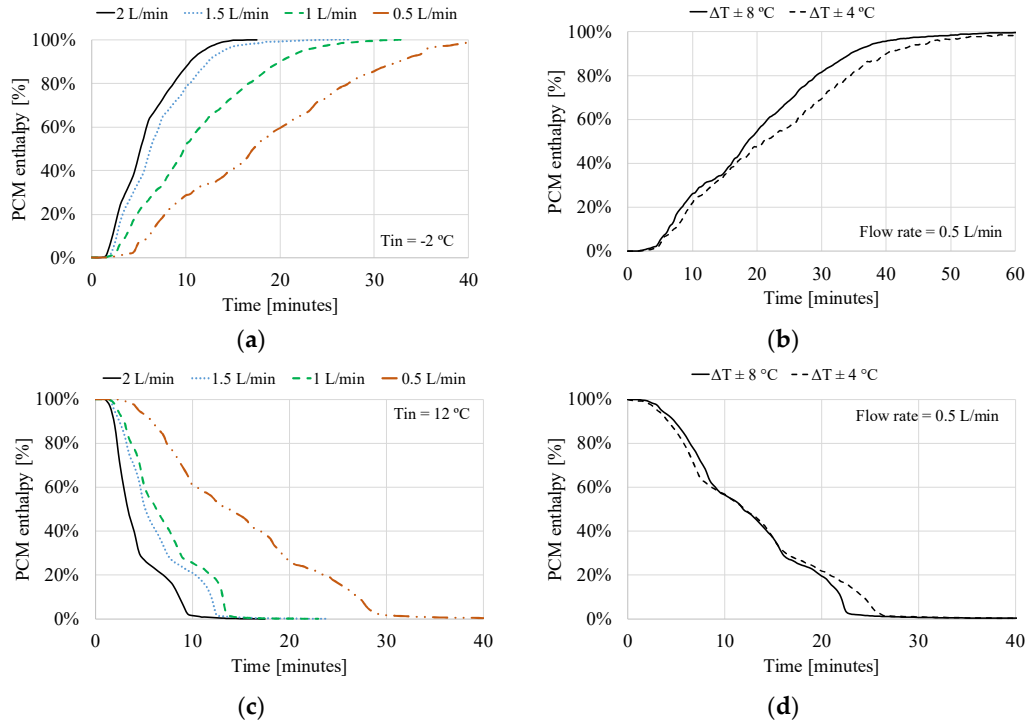 2 L/min 1.5 L/min 1 L/min 0.5 L/min
100%
80%
60%
40%
20%
0%
PCM enthalpy [%]
Tin = -2 ºC
0 10 20 30 40
Time [minutes]
(a)
ΔT ± 8 ºC ΔT ± 4 ºC
100%
80%
60%
40%
20%
0%
PCM enthalpy [%]
Flow rate = 0.5 L/min
0 10 20 30 40 50 60
Time [minutes]
(b)
2 L/min 1.5 L/min 1 L/min 0.5 L/min
100%
80%
60%
40%
20%
0%
PCM enthalpy [%]
Tin = 12 ºC
0 10 20 30 40
Time [minutes]
(c)
ΔT ± 8 °C ΔT ± 4 °C
100%
80%
60%
40%
20%
0%
PCM enthalpy [%]
Flow rate = 0.5 L/min
0 10 20 30 40
Time [minutes]
(d)